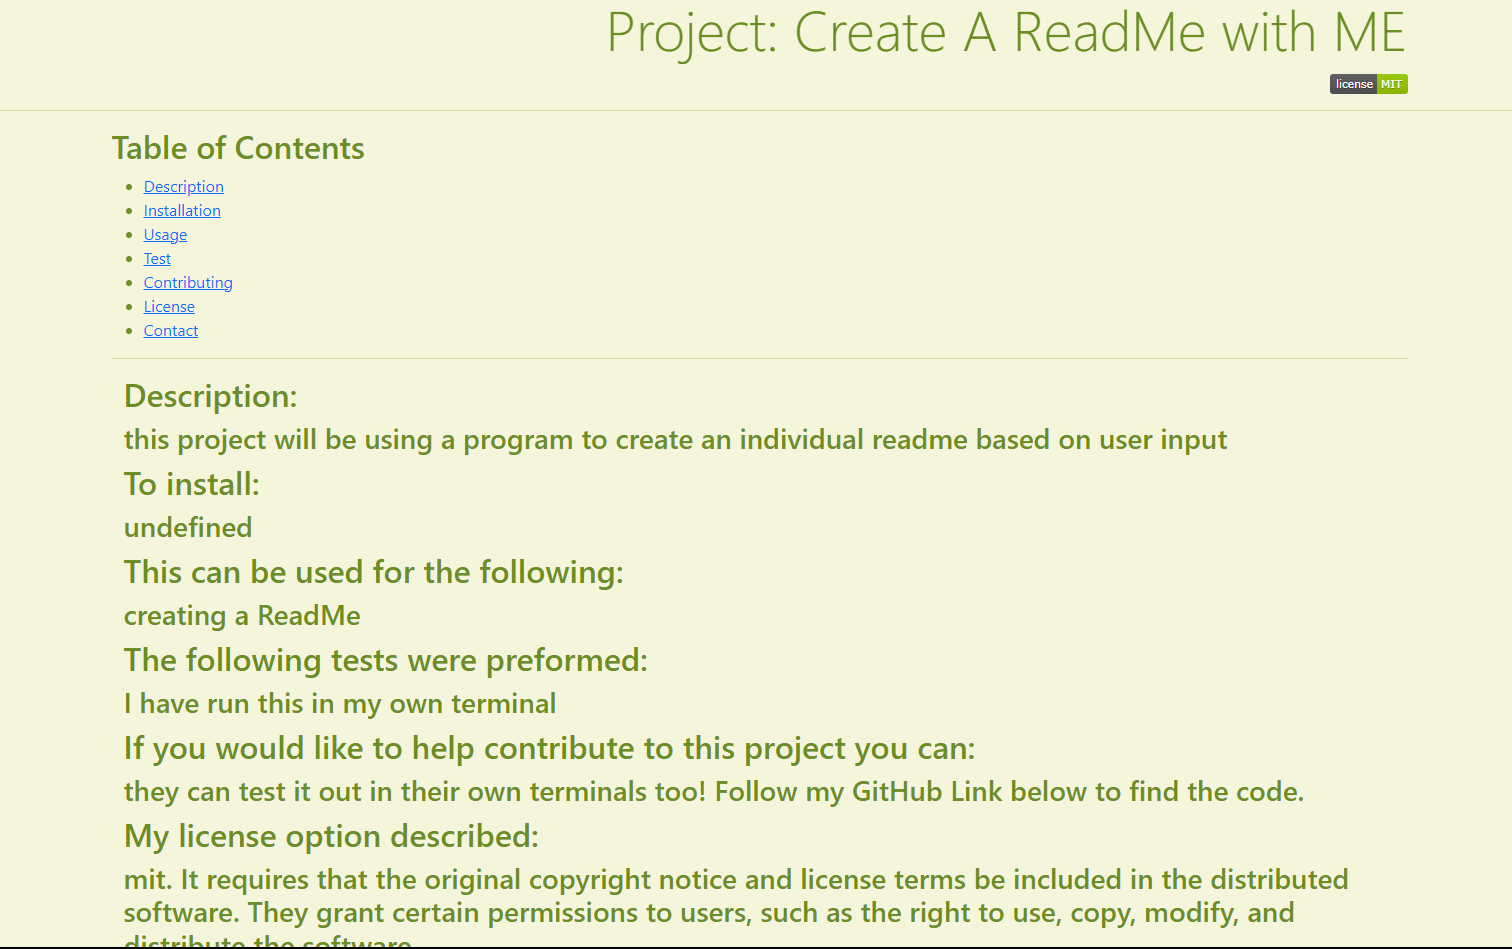 Project: Create A ReadMe with ME
license MIT
Table of Contents
Description
Installation
Usage
Test
Contributing
License
Contact
Description:
this project will be using a program to create an individual readme based on user input
To install:
undefined
This can be used for the following:
creating a ReadMe
The following tests were preformed:
I have run this in my own terminal
If you would like to help contribute to this project you can:
they can test it out in their own terminals too! Follow my GitHub Link below to find the code.
My license option described:
mit. It requires that the original copyright notice and license terms be included in the distributed
software. They grant certain permissions to users, such as the right to use, copy, modify, and
distribute the software